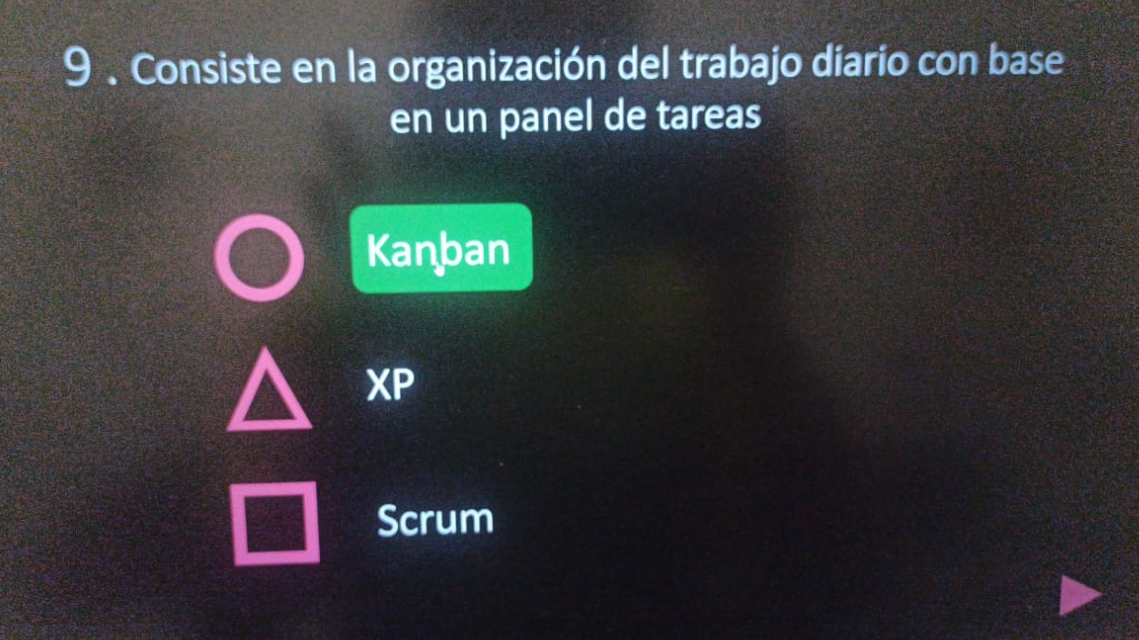 9 . Consiste en la organización del trabajo diario con base
en un panel de tareas
Kanban
XP
Scrum